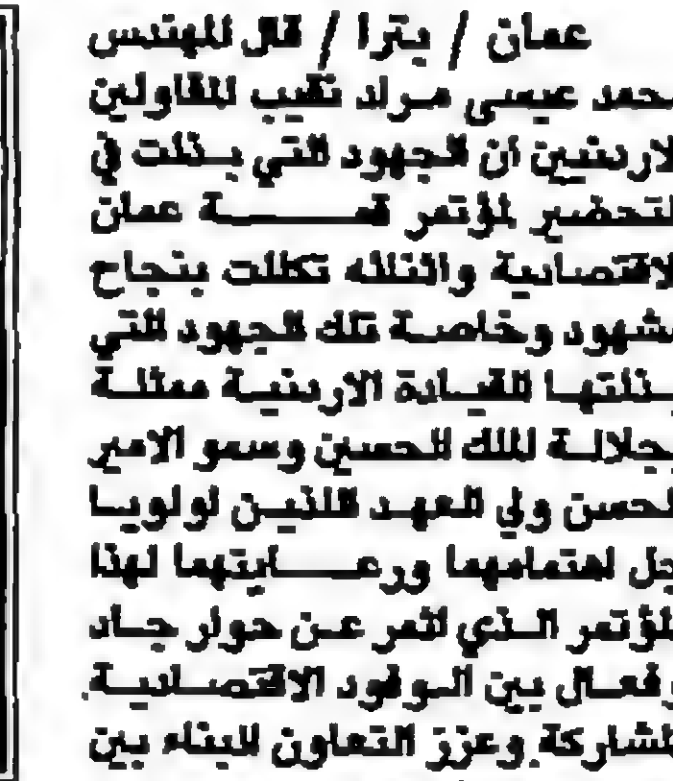 عمان / بترا / قال المهندس
محمد عيسى مراد نقيب المقاولين
الاردنيين ان الجهود التي بذلت في
التحضير لمؤتمر قمة عمان
الاقتصادية واثنائه تكللت بنجاح
مشهود وخاصة تلك الجهود التي
بذلتها القيادة الاردنية ممثلة
بجلالة الملك الحسين وسمو الامير
الحسن ولي العهد اللذين اوليا
جل اهتمامهما ورعايتهما لهذا
المؤتمر الذي اثمر عن حوار جاد
وفعال بين الوفود الاقتصادية
المشاركة وعزز التعاون البناء بين